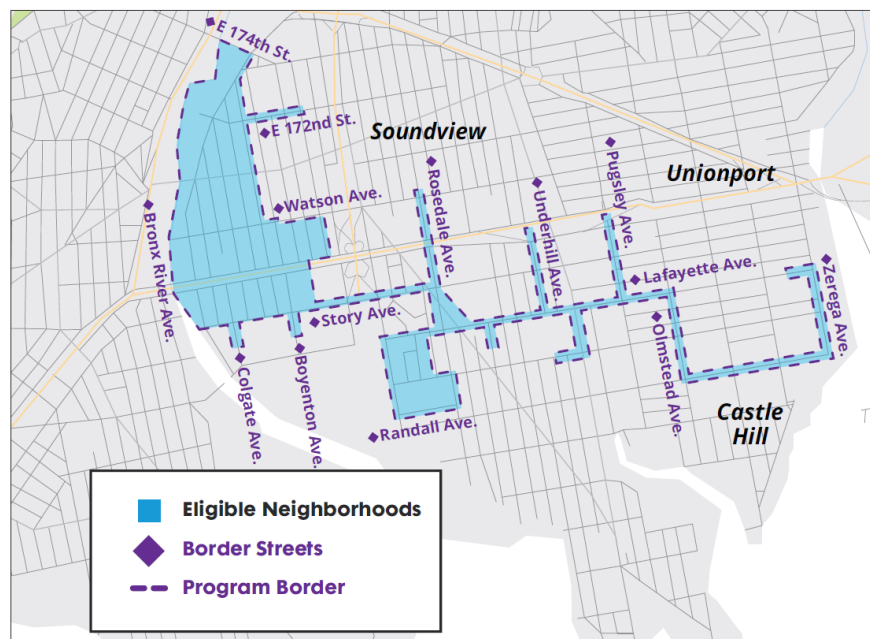 E 174th St.
E 172nd St.
Soundview
Rosedale Ave.
Pugsley Ave.
Unionport
Underhill Ave.
Watson Ave.
Bronx River Ave.
Lafayette Ave.
Zerega Ave.
Story Ave.
Olmstead Ave.
Colgate Ave.
Boyenton Ave.
Castle
Hill
Randall Ave.
Eligible Neighborhoods
Border Streets
Program Border